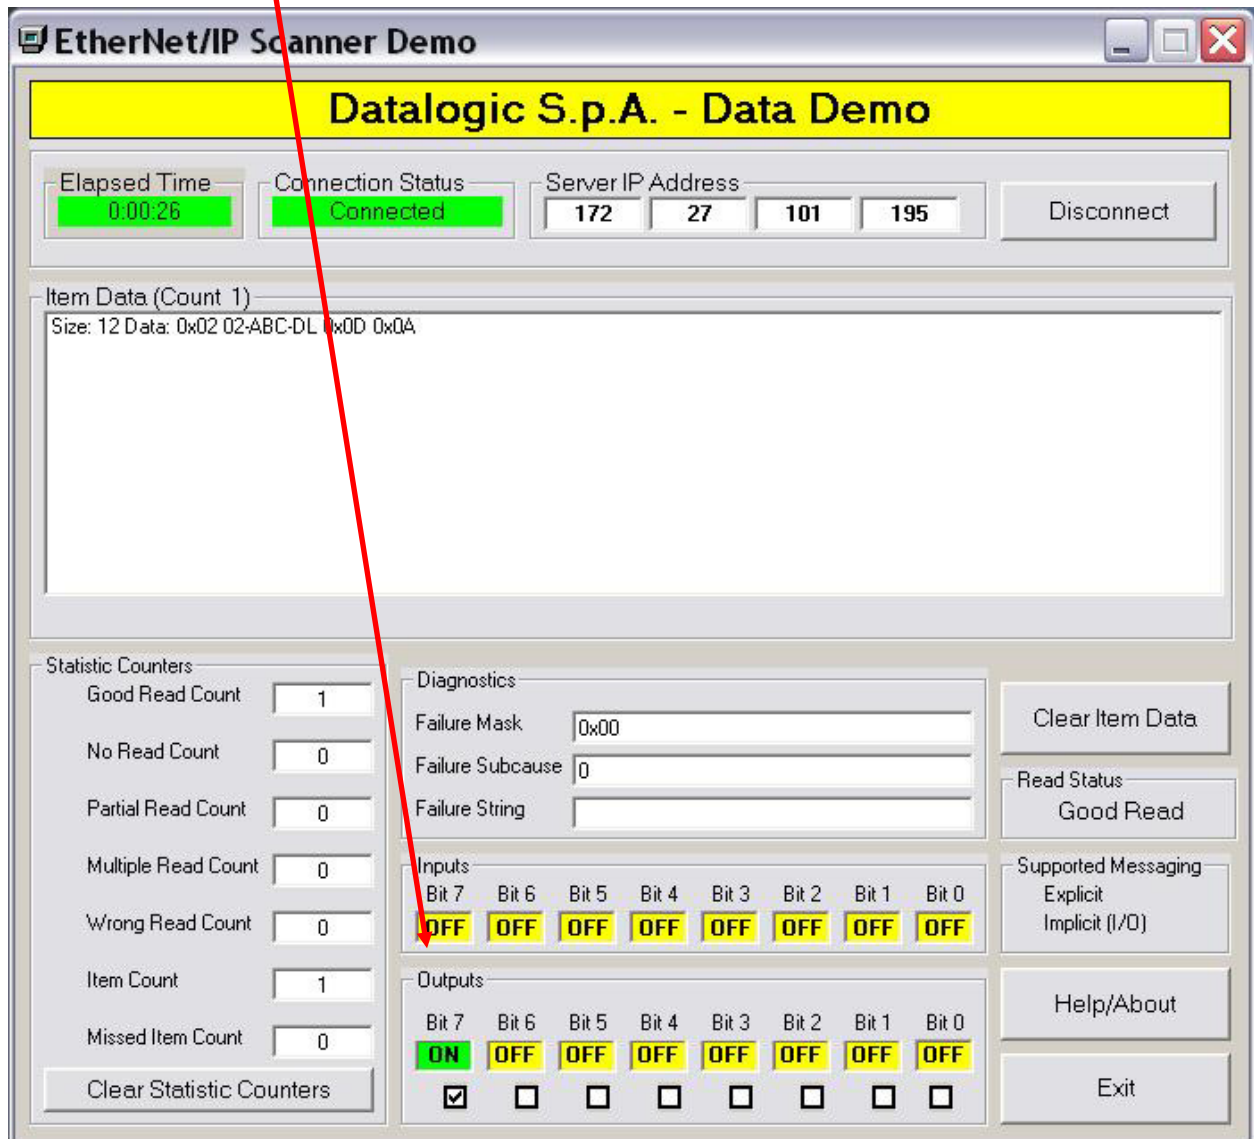 EtherNet/IP Scanner Demo
Datalogic S.p.A. - Data Demo
Elapsed Time
0:00:26
Connection Status
Connected
Server IP Address
172 27 101 195
Disconnect
Item Data (Count 1)
Size: 12 Data: 0x02 02-ABC-DL 0x0D 0x0A
Statistic Counters
Good Read Count 1
No Read Count 0
Partial Read Count 0
Multiple Read Count 0
Wrong Read Count 0
Item Count 1
Missed Item Count 0
Clear Statistic Counters
Diagnostics
Failure Mask 0x00
Failure Subcause 0
Failure String
Inputs
Bit 7 Bit 6 Bit 5 Bit 4 Bit 3 Bit 2 Bit 1 Bit 0
OFF OFF OFF OFF OFF OFF OFF OFF
Outputs
Bit 7 Bit 6 Bit 5 Bit 4 Bit 3 Bit 2 Bit 1 Bit 0
ON OFF OFF OFF OFF OFF OFF OFF
Clear Item Data
Read Status
Good Read
Supported Messaging
Explicit
Implicit (I/O)
Help/About
Exit